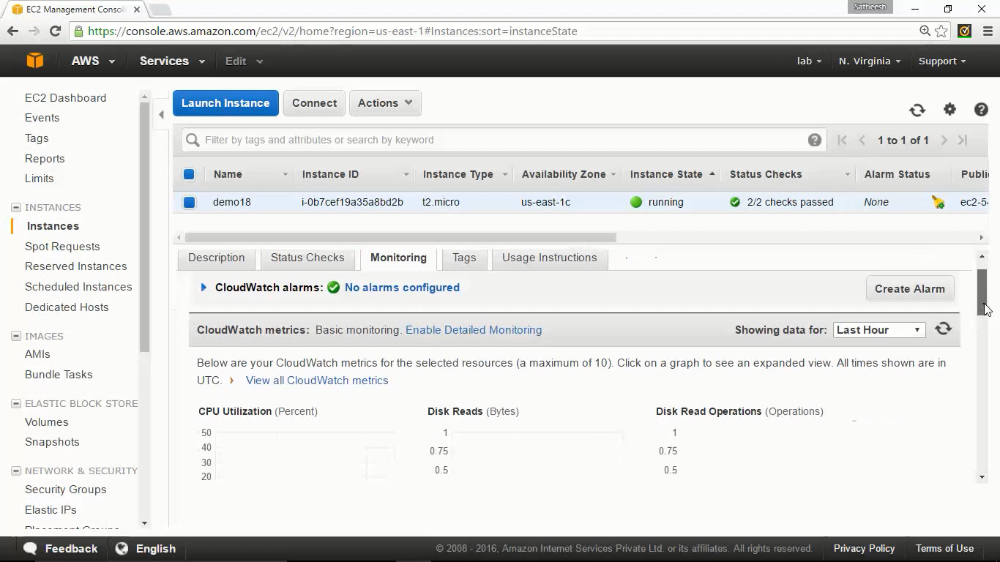 EC2 Management Conso
Satheesh
https://console.aws.amazon.com/ec2/v2/home?region=us-east-1#Instances:sort=instanceState
AWS Services Edit lab N. Virginia Support
EC2 Dashboard
Events
Tags
Reports
Limits
INSTANCES
Instances
Spot Requests
Reserved Instances
Scheduled Instances
Dedicated Hosts
IMAGES
AMIs
Bundle Tasks
ELASTIC BLOCK STORE
Volumes
Snapshots
NETWORK & SECURITY
Security Groups
Elastic IPs
Placement Groups
Launch Instance Connect Actions
Filter by tags and attributes or search by keyword
1 to 1 of 1
Name Instance ID Instance Type Availability Zone Instance State Status Checks Alarm Status Publi
demo18 i-0b7cef19a35a8bd2b t2.micro us-east-1c running 2/2 checks passed None ec2-5
Description Status Checks Monitoring Tags Usage Instructions
CloudWatch alarms: No alarms configured Create Alarm
CloudWatch metrics: Basic monitoring. Enable Detailed Monitoring Showing data for: Last Hour
Below are your CloudWatch metrics for the selected resources (a maximum of 10). Click on a graph to see an expanded view. All times shown are in
UTC. › View all CloudWatch metrics
CPU Utilization (Percent) Disk Reads (Bytes) Disk Read Operations (Operations)
50 1 1
40 0.75 0.75
30 0.5 0.5
20
Feedback English © 2008 - 2016, Amazon Internet Services Private Ltd. or its affiliates. All rights reserved. Privacy Policy Terms of Use